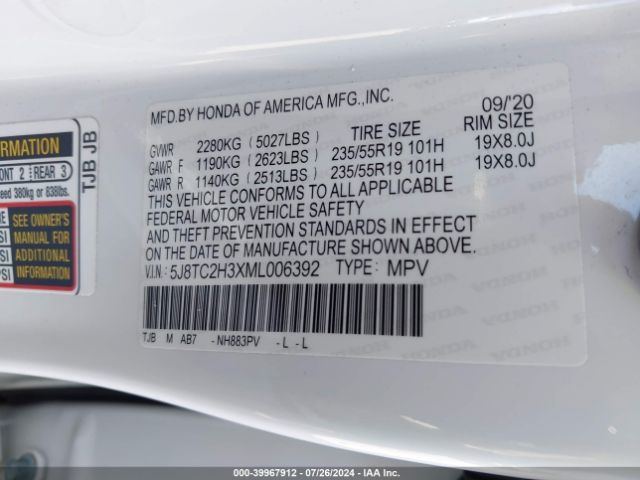 MFD.BY HONDA OF AMERICA MFG.,INC. 09/'20
GVWR 2280KG (5027LBS) TIRE SIZE RIM SIZE
GAWR F 1190KG (2623LBS) 235/55R19 101H 19X8.0J
GAWR R 1140KG (2513LBS) 235/55R19 101H 19X8.0J
THIS VEHICLE CONFORMS TO ALL APPLICABLE
FEDERAL MOTOR VEHICLE SAFETY
AND THEFT PREVENTION STANDARDS IN EFFECT
ON THE DATE OF MANUFACTURE SHOWN ABOVE.
V.I.N: 5J8TC2H3XML006392 TYPE: MPV
TJB M AB7 -NH883PV -L -L
TJB JB
2 REAR 3
380kg or 838lbs.
SEE OWNER'S
MANUAL FOR
ADDITIONAL
INFORMATION
HONDA
000-39967912 - 07/26/2024 - IAA Inc.